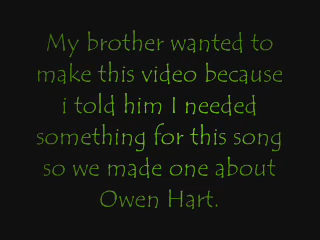 My brother wanted to
make this video because
i told him I needed
something for this song
so we made one about
Owen Hart.